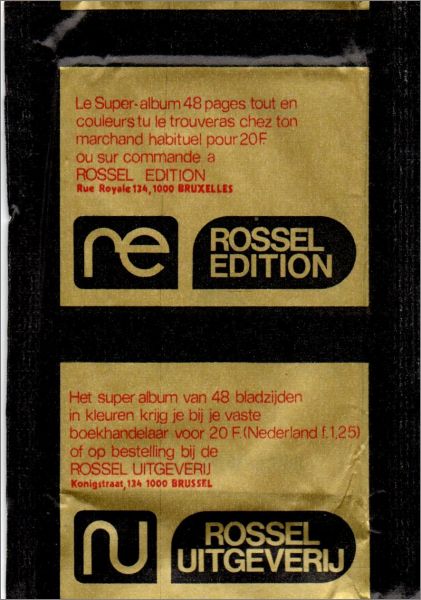 Le Super-album 48 pages tout en
couleurs tu le trouveras chez ton
marchand habituel pour 20 F.
ou sur commande a
ROSSEL EDITION
Rue Royale 134, 1000 BRUXELLES
re
ROSSEL
EDITION
Het super album van 48 bladzijden
in kleuren krijg je bij je vaste
boekhandelaar voor 20 F. (Nederland f. 1,25)
of op bestelling bij de
ROSSEL UITGEVERIJ
Konigstraat, 134 1000 BRUSSEL
ru
ROSSEL
UITGEVERIJ